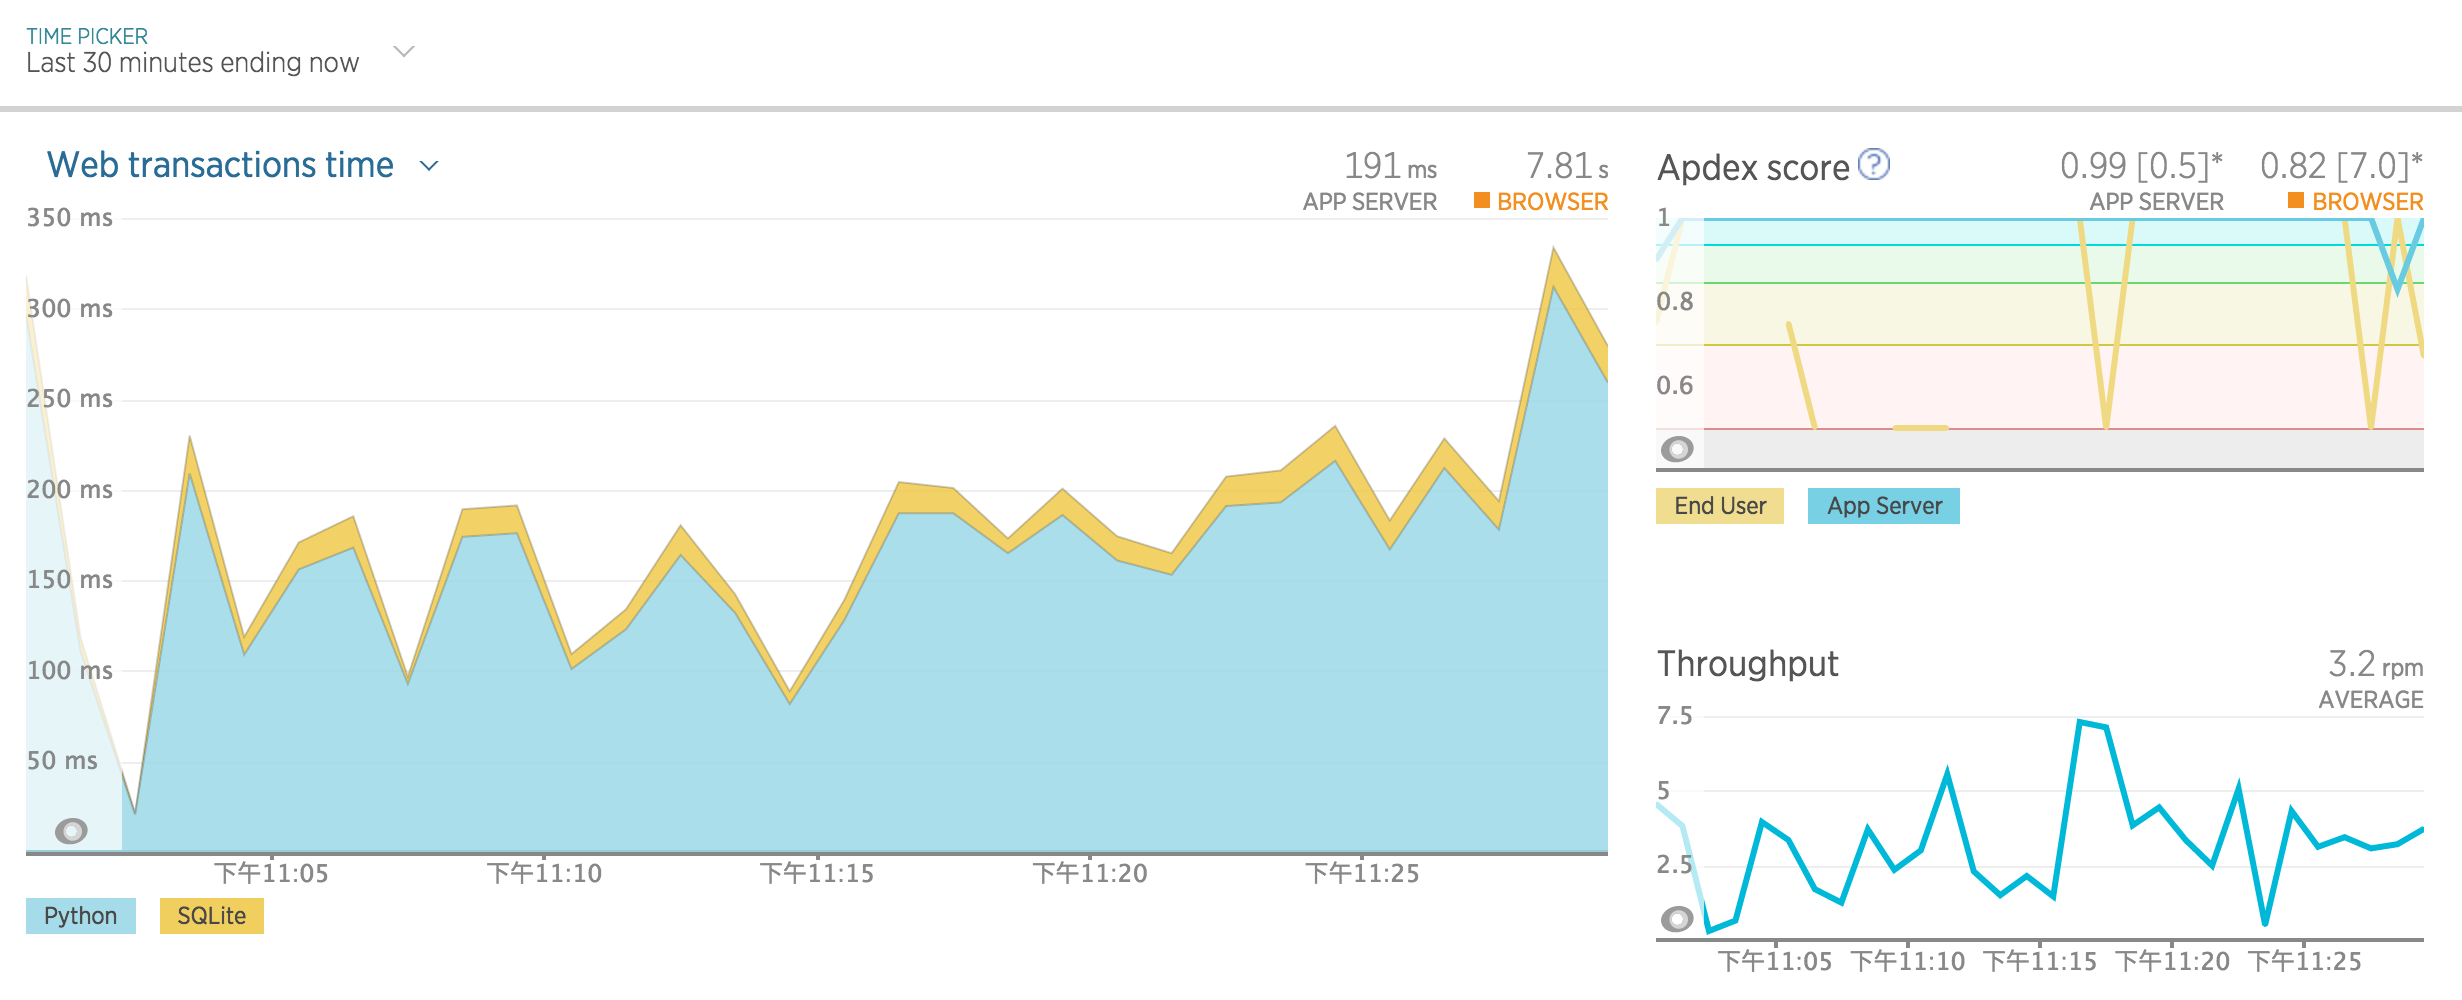 TIME PICKER
Last 30 minutes ending now
Web transactions time
191 ms
APP SERVER
7.81 s
BROWSER
350 ms
300 ms
250 ms
200 ms
150 ms
100 ms
50 ms
下午11:05
下午11:10
下午11:15
下午11:20
下午11:25
Python
SQLite
Apdex score ?
0.99 [0.5]*
APP SERVER
0.82 [7.0]*
BROWSER
1
0.8
0.6
End User
App Server
Throughput
3.2 rpm
AVERAGE
7.5
5
2.5
下午11:05
下午11:10
下午11:15
下午11:20
下午11:25